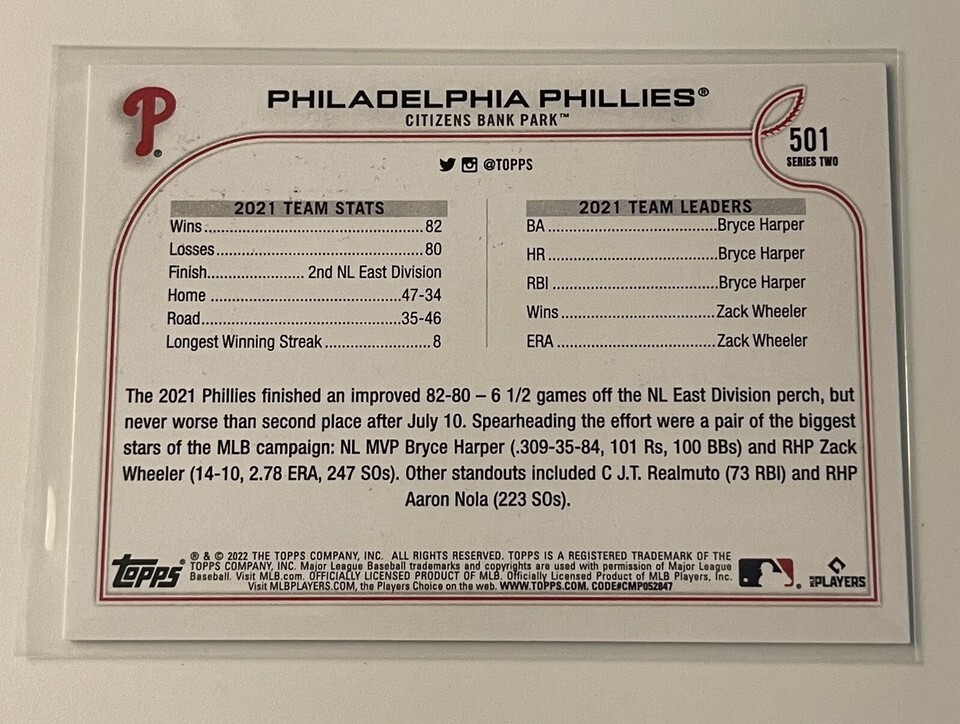 P®
PHILADELPHIA PHILLIES®
CITIZENS BANK PARK™
501
SERIES TWO
@TOPPS
2021 TEAM STATS
Wins..........82
Losses..........80
Finish..........2nd NL East Division
Home..........47-34
Road..........35-46
Longest Winning Streak..........8
2021 TEAM LEADERS
BA..........Bryce Harper
HR..........Bryce Harper
RBI..........Bryce Harper
Wins..........Zack Wheeler
ERA..........Zack Wheeler
The 2021 Phillies finished an improved 82-80 – 6 1/2 games off the NL East Division perch, but
never worse than second place after July 10. Spearheading the effort were a pair of the biggest
stars of the MLB campaign: NL MVP Bryce Harper (.309-35-84, 101 Rs, 100 BBs) and RHP Zack
Wheeler (14-10, 2.78 ERA, 247 SOs). Other standouts included C J.T. Realmuto (73 RBI) and RHP
Aaron Nola (223 SOs).
TOPPS®
® & © 2022 THE TOPPS COMPANY, INC. ALL RIGHTS RESERVED. TOPPS IS A REGISTERED TRADEMARK OF THE
TOPPS COMPANY, INC. Major League Baseball trademarks and copyrights are used with permission of Major League
Baseball. Visit MLB.com. OFFICIALLY LICENSED PRODUCT OF MLB. Officially Licensed Product of MLB Players, Inc.
Visit MLBPLAYERS.COM, the Players Choice on the web. WWW.TOPPS.COM. CODE#CMP052847
MLB PLAYERS